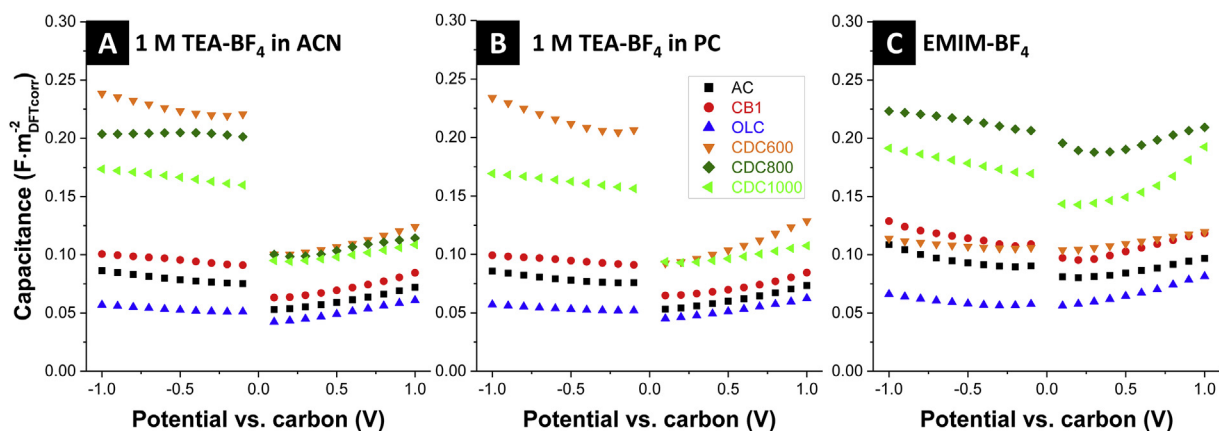 A 1 M TEA-BF4 in ACN
B 1 M TEA-BF4 in PC
C EMIM-BF4
Capacitance (F·m-2DFTcorr)
0.30
0.25
0.20
0.15
0.10
0.05
0.00
-1.0 -0.5 0.0 0.5 1.0
Potential vs. carbon (V)
0.30
0.25
0.20
0.15
0.10
0.05
0.00
AC
CB1
OLC
CDC600
CDC800
CDC1000
-1.0 -0.5 0.0 0.5 1.0
Potential vs. carbon (V)
0.30
0.25
0.20
0.15
0.10
0.05
0.00
-1.0 -0.5 0.0 0.5 1.0
Potential vs. carbon (V)